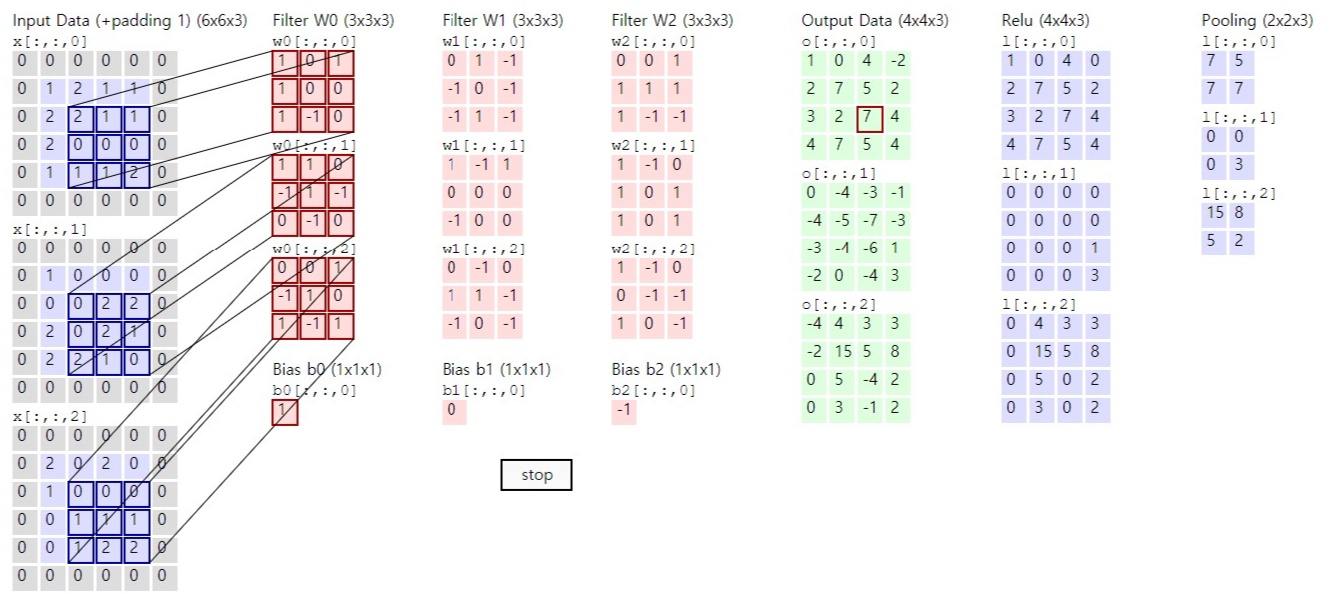 Input Data (+padding 1) (6x6x3)
x[:,:,0]
0 0 0 0 0 0
0 1 2 1 1 0
0 2 2 1 1 0
0 2 0 0 0 0
0 1 1 1 2 0
0 0 0 0 0 0
x[:,:,1]
0 0 0 0 0 0
0 1 0 0 0 0
0 0 0 2 2 0
0 2 0 2 1 0
0 2 2 1 0 0
0 0 0 0 0 0
x[:,:,2]
0 0 0 0 0 0
0 2 0 2 0 0
0 1 0 0 0 0
0 0 1 1 1 0
0 0 1 2 2 0
0 0 0 0 0 0
Filter W0 (3x3x3)
w0[:,:,0]
1 0 1
1 0 0
1 -1 0
w0[:,:,1]
1 1 0
-1 1 -1
0 -1 0
w0[:,:,2]
0 0 1
-1 1 0
1 -1 1
Bias b0 (1x1x1)
b0[:,:,0]
1
Filter W1 (3x3x3)
w1[:,:,0]
0 1 -1
-1 0 -1
-1 1 -1
w1[:,:,1]
1 -1 1
0 0 0
-1 0 0
w1[:,:,2]
0 -1 0
1 1 -1
-1 0 -1
Bias b1 (1x1x1)
b1[:,:,0]
0
Filter W2 (3x3x3)
w2[:,:,0]
0 0 1
1 1 1
1 -1 -1
w2[:,:,1]
1 -1 0
1 0 1
1 0 1
w2[:,:,2]
1 -1 0
0 -1 -1
1 0 -1
Bias b2 (1x1x1)
b2[:,:,0]
-1
stop
Output Data (4x4x3)
o[:,:,0]
1 0 4 -2
2 7 5 2
3 2 7 4
4 7 5 4
o[:,:,1]
0 -4 -3 -1
-4 -5 -7 -3
-3 -4 -6 1
-2 0 -4 3
o[:,:,2]
-4 4 3 3
-2 15 5 8
0 5 -4 2
0 3 -1 2
Relu (4x4x3)
l[:,:,0]
1 0 4 0
2 7 5 2
3 2 7 4
4 7 5 4
l[:,:,1]
0 0 0 0
0 0 0 0
0 0 0 1
0 0 0 3
l[:,:,2]
0 4 3 3
0 15 5 8
0 5 0 2
0 3 0 2
Pooling (2x2x3)
l[:,:,0]
7 5
7 7
l[:,:,1]
0 0
0 3
l[:,:,2]
15 8
5 2